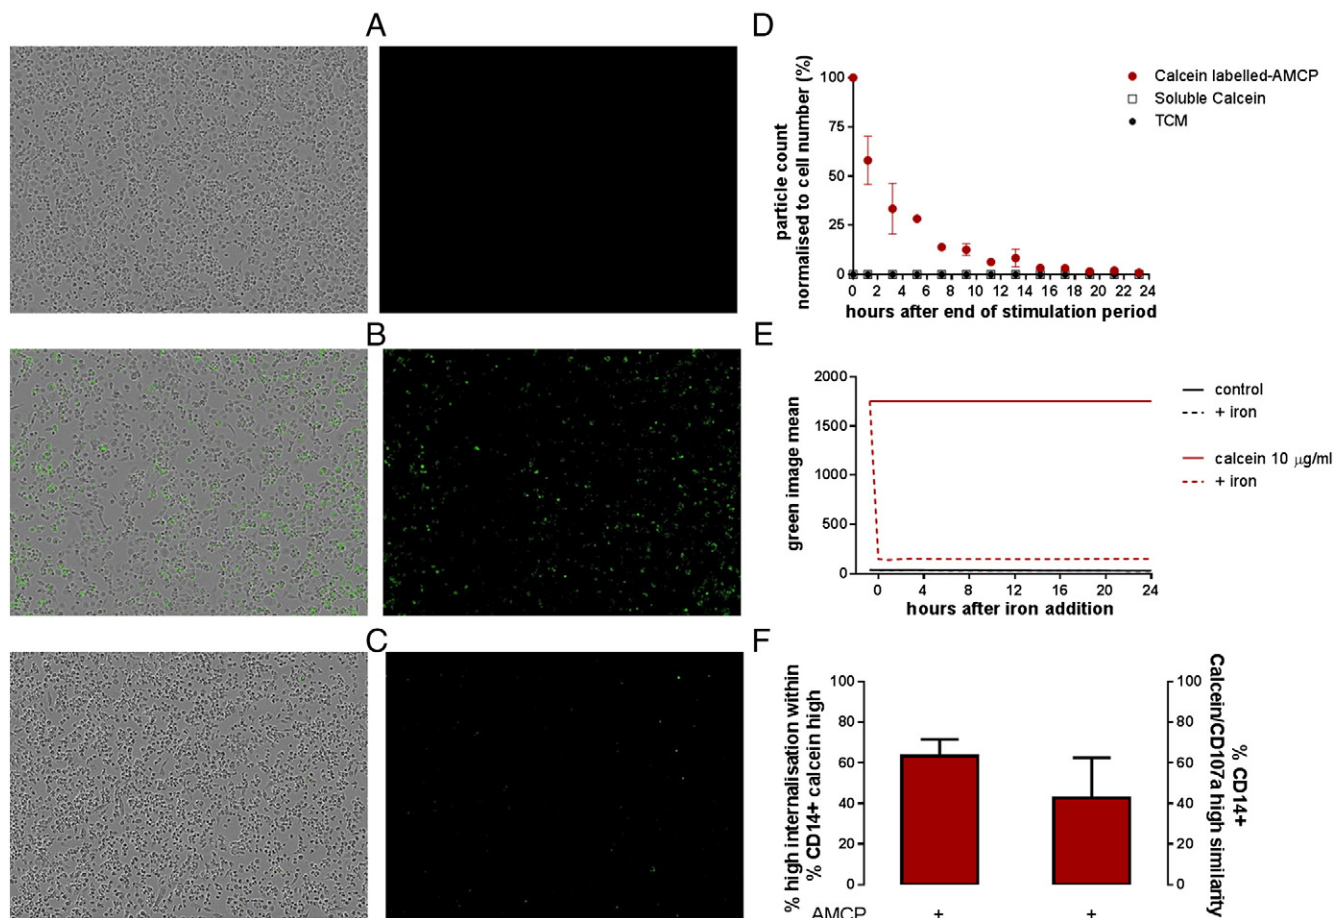 A
B
C
D
100
75
50
25
0
particle count
normalised to cell number (%)
0 2 4 6 8 10 12 14 16 18 20 22 24
hours after end of stimulation period
Calcein labelled-AMCP
Soluble Calcein
TCM
E
2000
1500
1000
500
0
green image mean
0 4 8 12 16 20 24
hours after iron addition
control
+ iron
calcein 10 μg/ml
+ iron
F
% high internalisation within
% CD14+ calcein high
100
80
60
40
20
0
100
80
60
40
20
0
% CD14+
Calcein/CD107a high similarity
AMCP + +